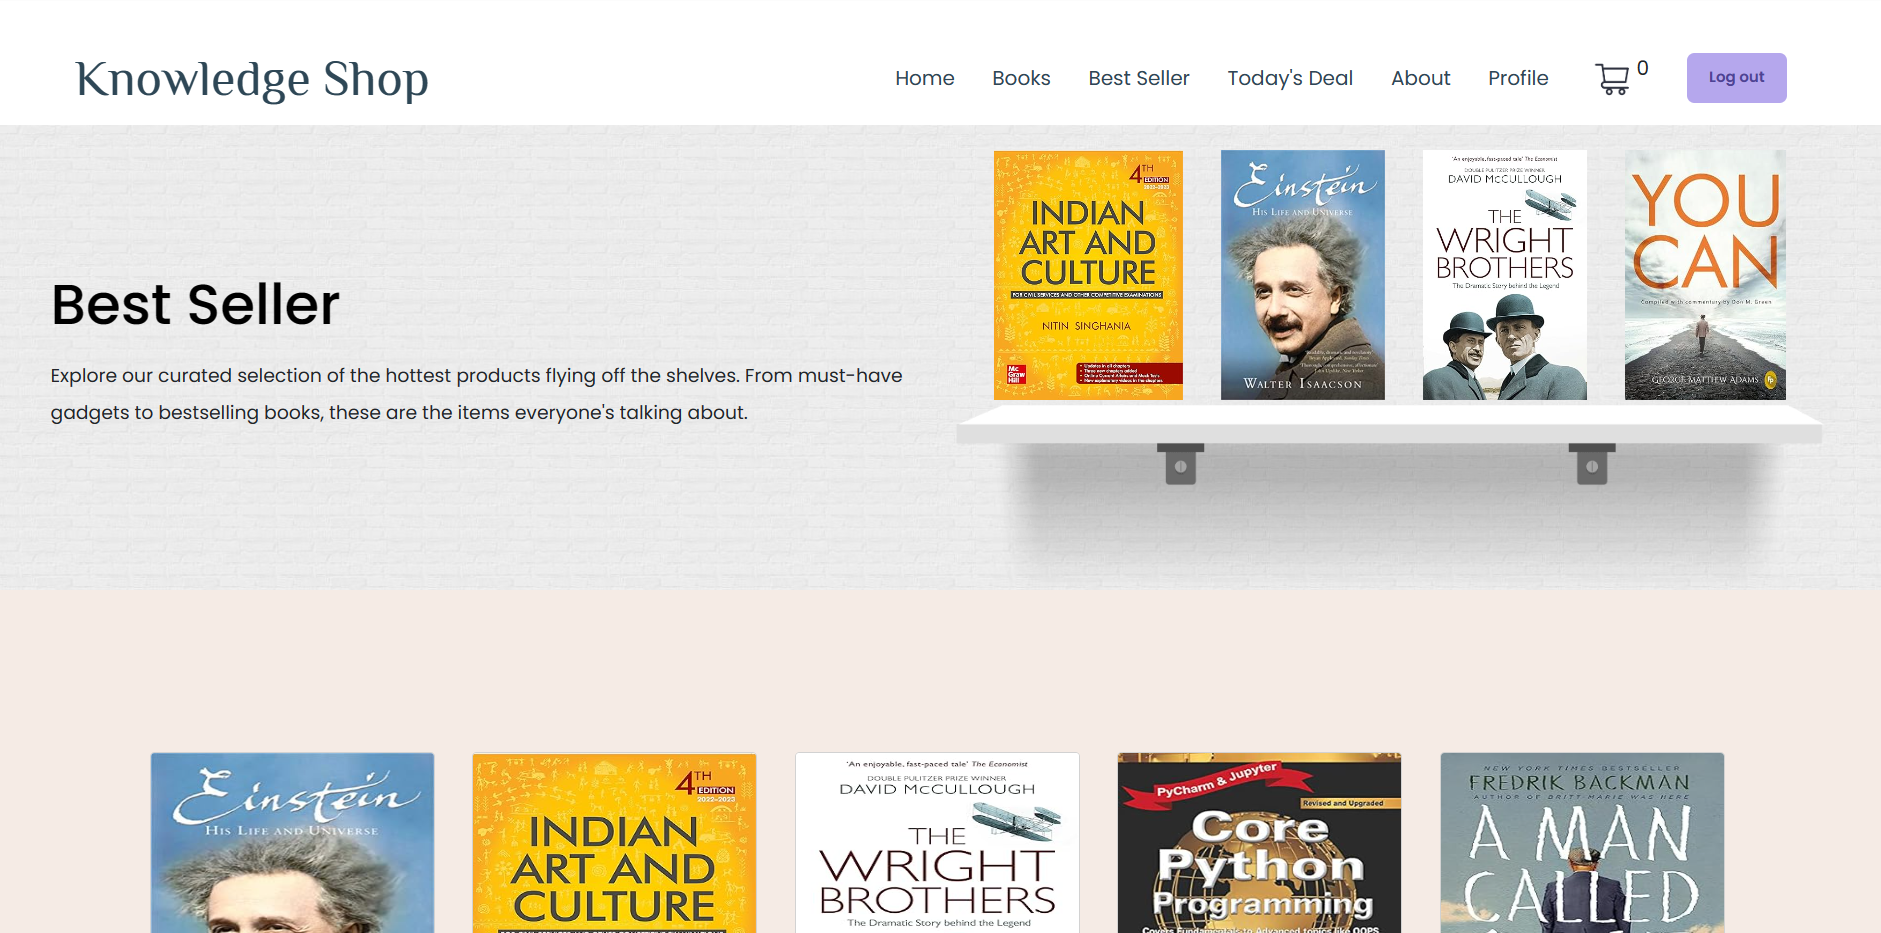 Knowledge Shop
Home Books Best Seller Today's Deal About Profile 0 Log out
4TH
EDITION
2022-2023
INDIAN
ART AND
CULTURE
FOR CIVIL SERVICES AND OTHER COMPETITIVE EXAMINATIONS
NITIN SINGHANIA
Mc
Graw
Hill
Einstein
HIS LIFE AND UNIVERSE
WALTER ISAACSON
'An enjoyable, fast-paced tale' The Economist
DOUBLE PULITZER PRIZE WINNER
DAVID McCULLOUGH
THE
WRIGHT
BROTHERS
The Dramatic Story behind the Legend
YOU
CAN
Compiled with commentary by Don M. Green
GEORGE MATTHEW ADAMS
Best Seller
Explore our curated selection of the hottest products flying off the shelves. From must-have
gadgets to bestselling books, these are the items everyone's talking about.
Einstein
HIS LIFE AND UNIVERSE
4TH
EDITION
2022-2023
INDIAN
ART AND
CULTURE
'An enjoyable, fast-paced tale' The Economist
DOUBLE PULITZER PRIZE WINNER
DAVID McCULLOUGH
THE
WRIGHT
BROTHERS
The Dramatic Story behind the Legend
PyCharm & Jupyter
Revised and Upgraded
Core
Python
Programming
Covers Fundamentals to Advanced topics like OOPS
NEW YORK TIMES BESTSELLER
FREDRIK BACKMAN
AUTHOR OF BRITT-MARIE WAS HERE
A MAN
CALLED